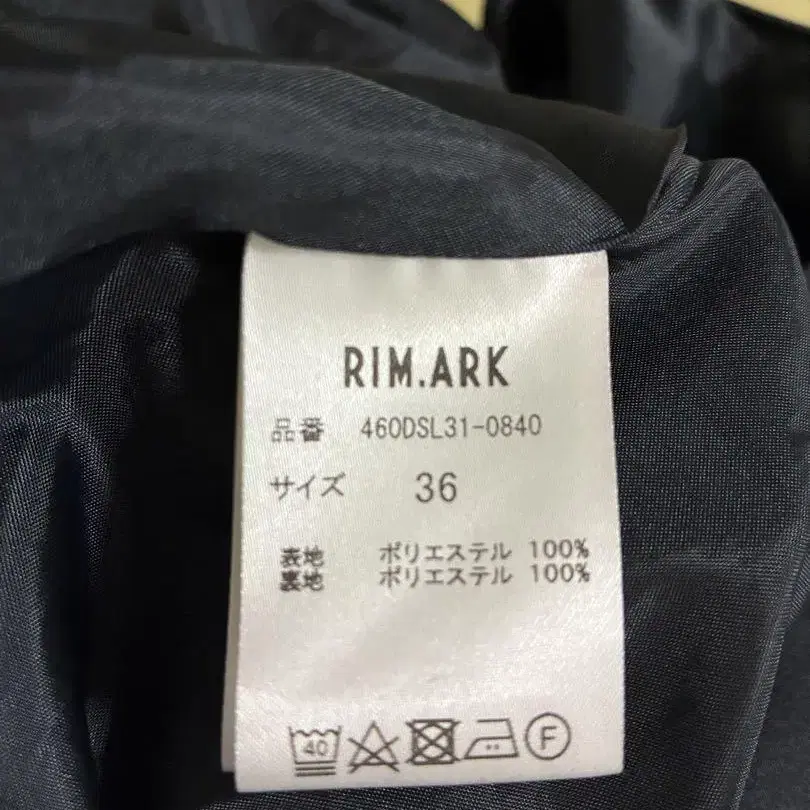 RIM.ARK
品番 460DSL31-0840
サイズ 36
表地 ポリエステル 100%
裏地 ポリエステル 100%
40 F